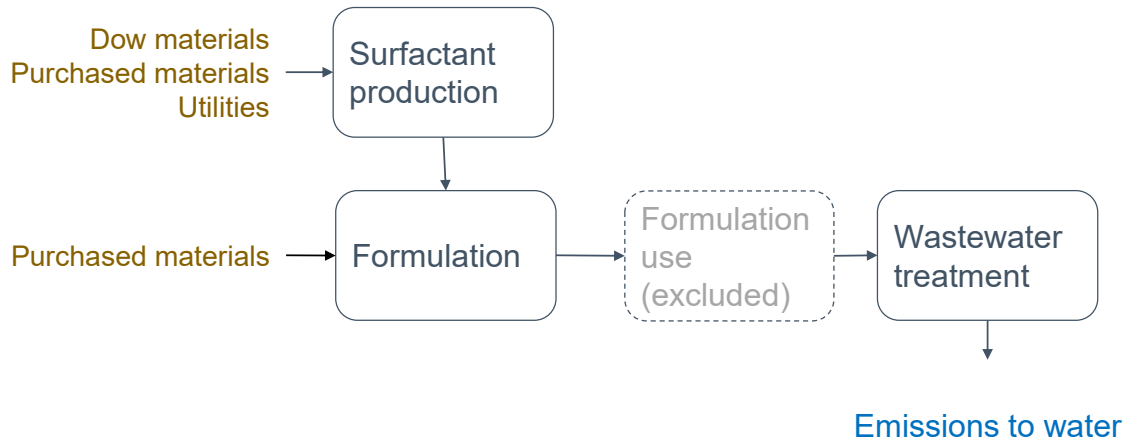 Dow materials
Purchased materials
Utilities
Surfactant
production
Purchased materials
Formulation
Formulation
use
(excluded)
Wastewater
treatment
Emissions to water